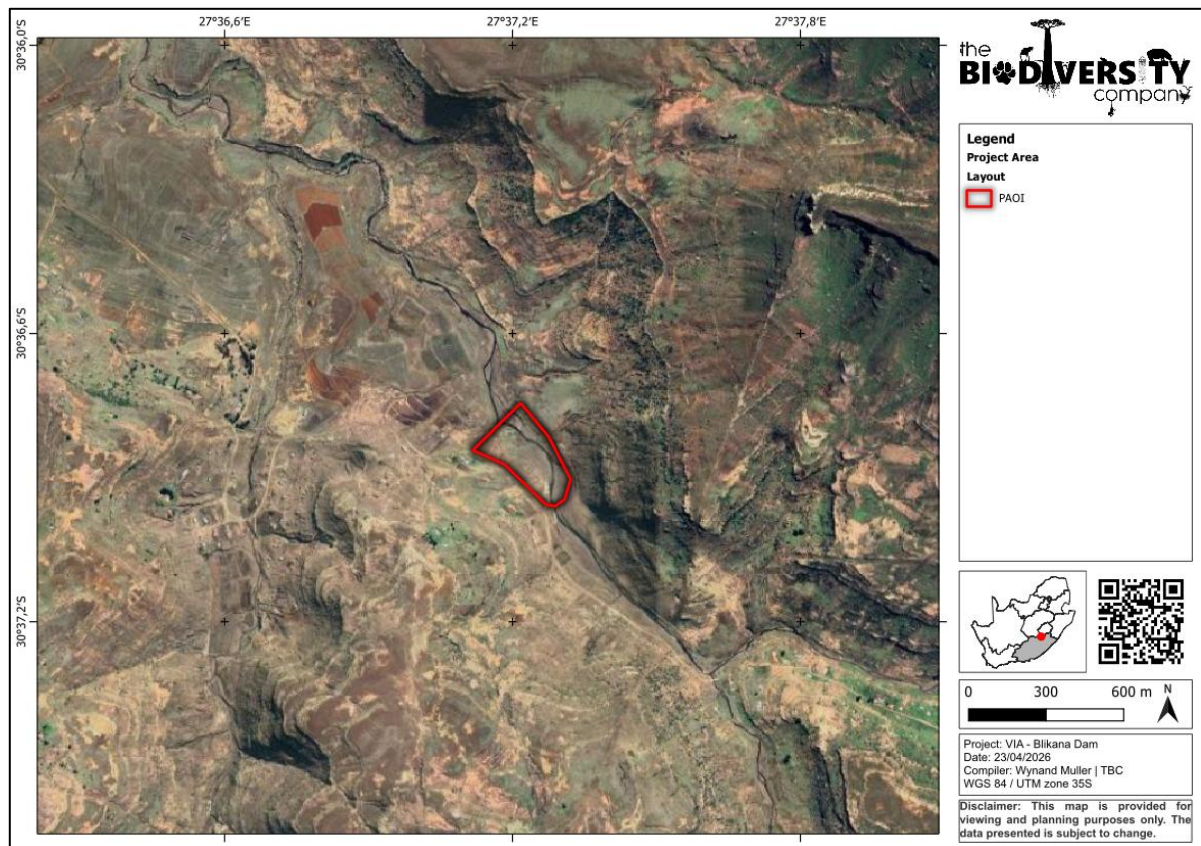 27°36,6'E
27°37,2'E
27°37,8'E
30°36,0'S
30°36,6'S
30°37,2'S
the
BIODIVERSITY
company
Legend
Project Area
Layout
PAOI
0 300 600 m
N
Project: VIA - Blikana Dam
Date: 23/04/2026
Compiler: Wynand Muller | TBC
WGS 84 / UTM zone 35S
Disclaimer: This map is provided for
viewing and planning purposes only. The
data presented is subject to change.